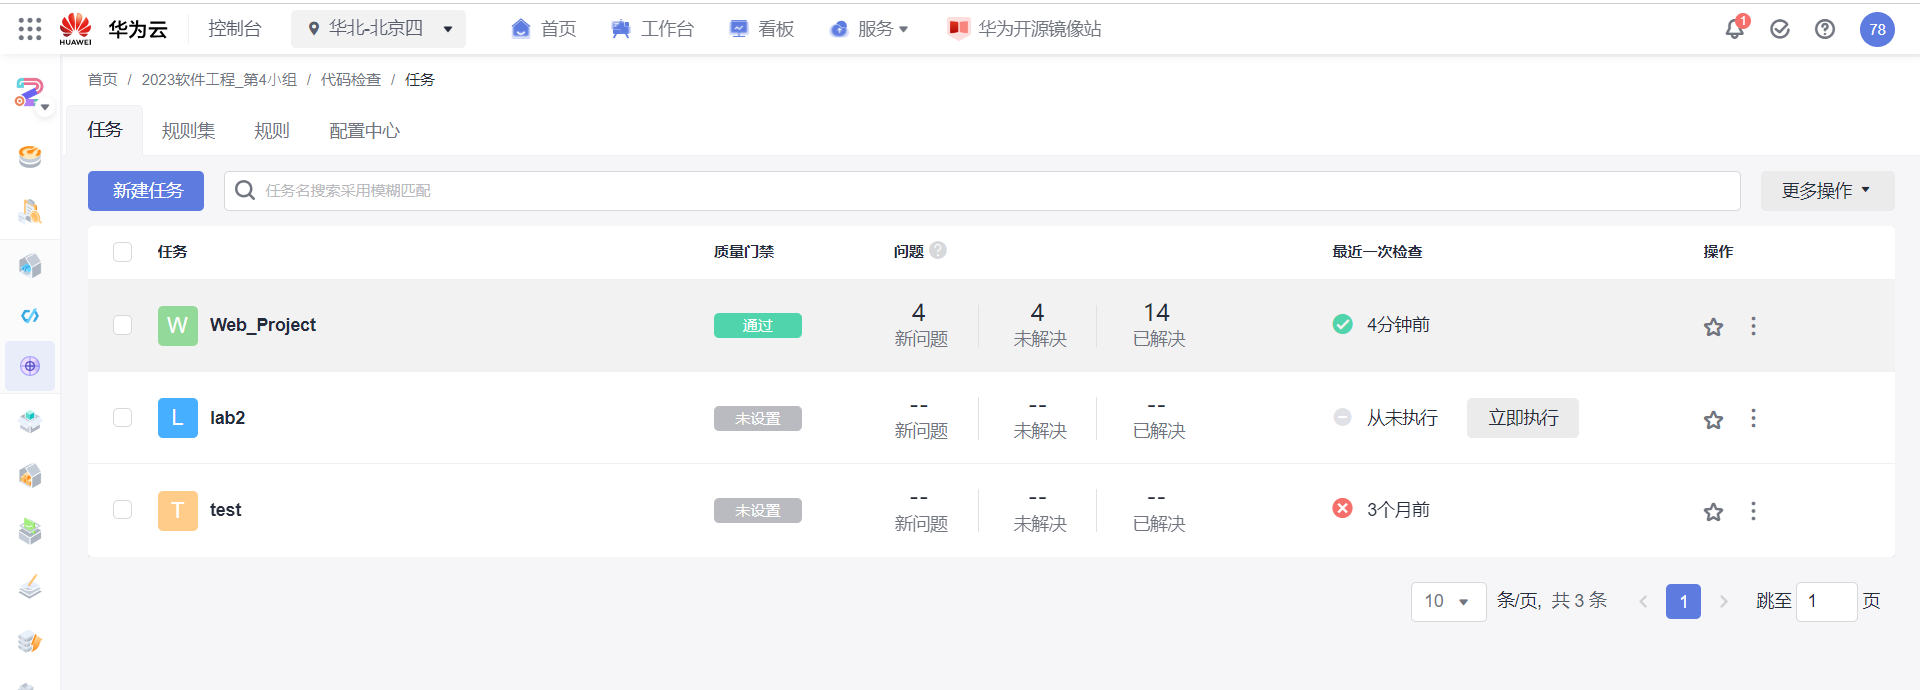 HUAWEI 华为云 控制台 华北-北京四 首页 工作台 看板 服务 华为开源镜像站 1 78
首页 / 2023软件工程_第4小组 / 代码检查 / 任务
任务 规则集 规则 配置中心
新建任务 任务名搜索采用模糊匹配 更多操作
任务 质量门禁 问题 ? 最近一次检查 操作
W Web_Project 通过 4 新问题 4 未解决 14 已解决 4分钟前
L lab2 未设置 -- 新问题 -- 未解决 -- 已解决 从未执行 立即执行
T test 未设置 -- 新问题 -- 未解决 -- 已解决 3个月前
10 条/页, 共 3 条 1 跳至 1 页